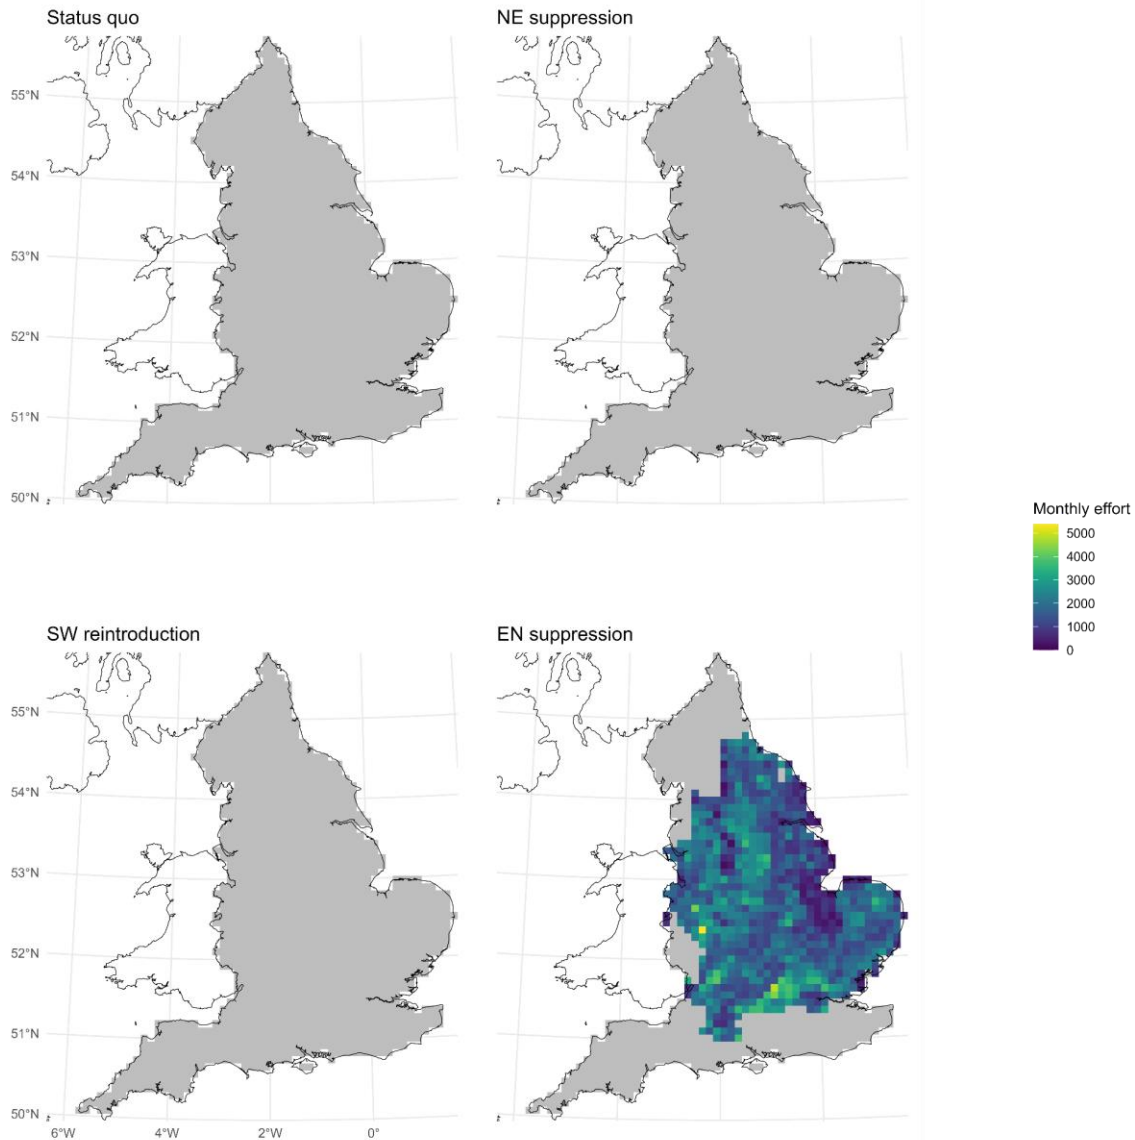 Status quo
NE suppression
55°N
54°N
53°N
52°N
51°N
50°N
Monthly effort
5000
4000
3000
2000
1000
0
SW reintroduction
EN suppression
55°N
54°N
53°N
52°N
51°N
50°N
6°W
4°W
2°W
0°